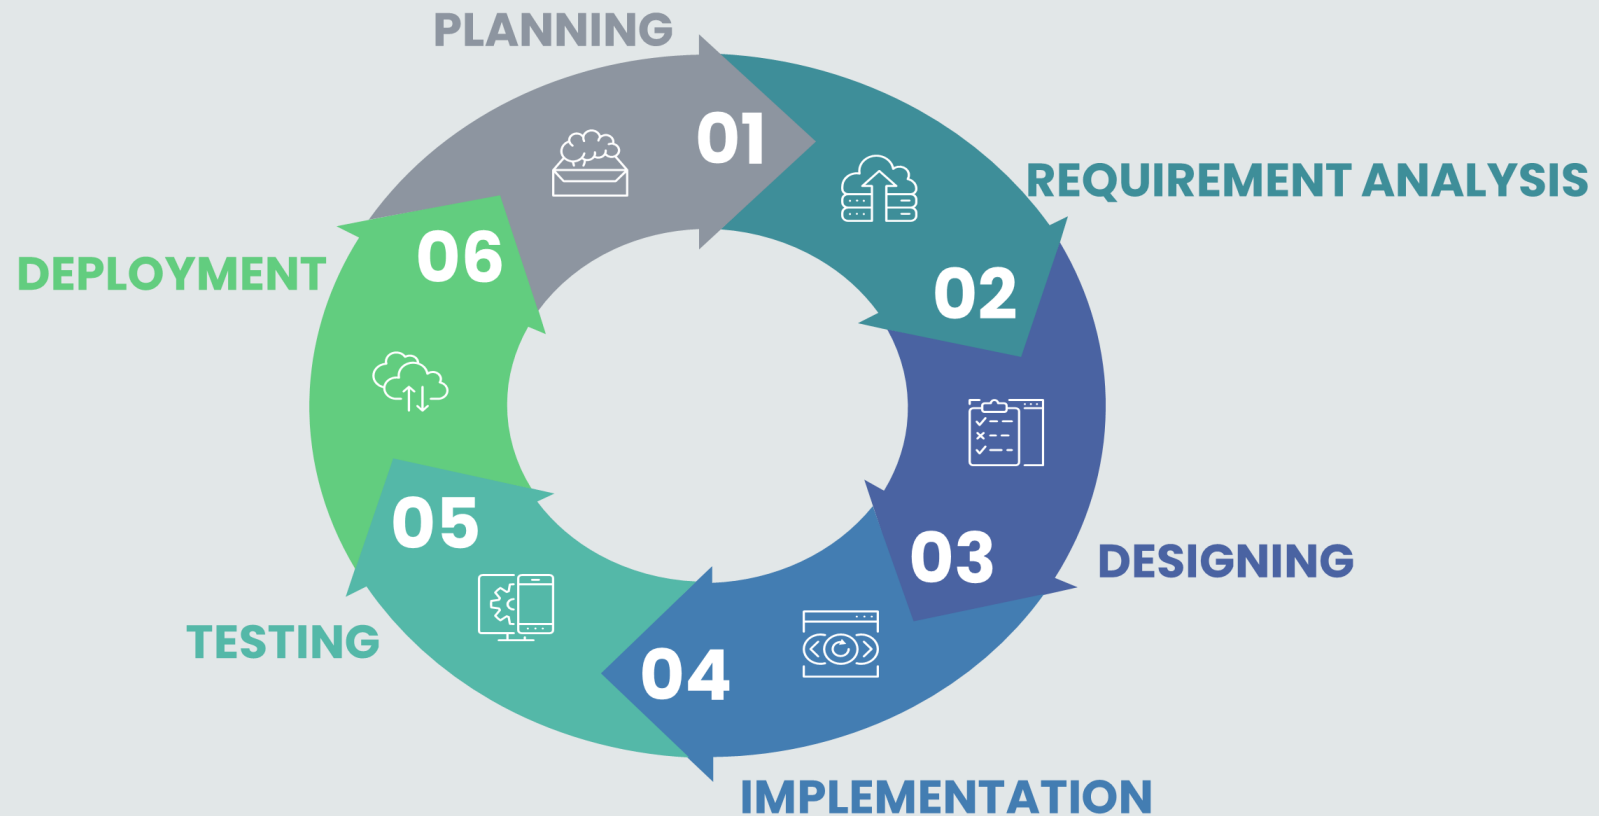 PLANNING
01
REQUIREMENT ANALYSIS
02
DESIGNING
03
IMPLEMENTATION
04
TESTING
05
DEPLOYMENT
06